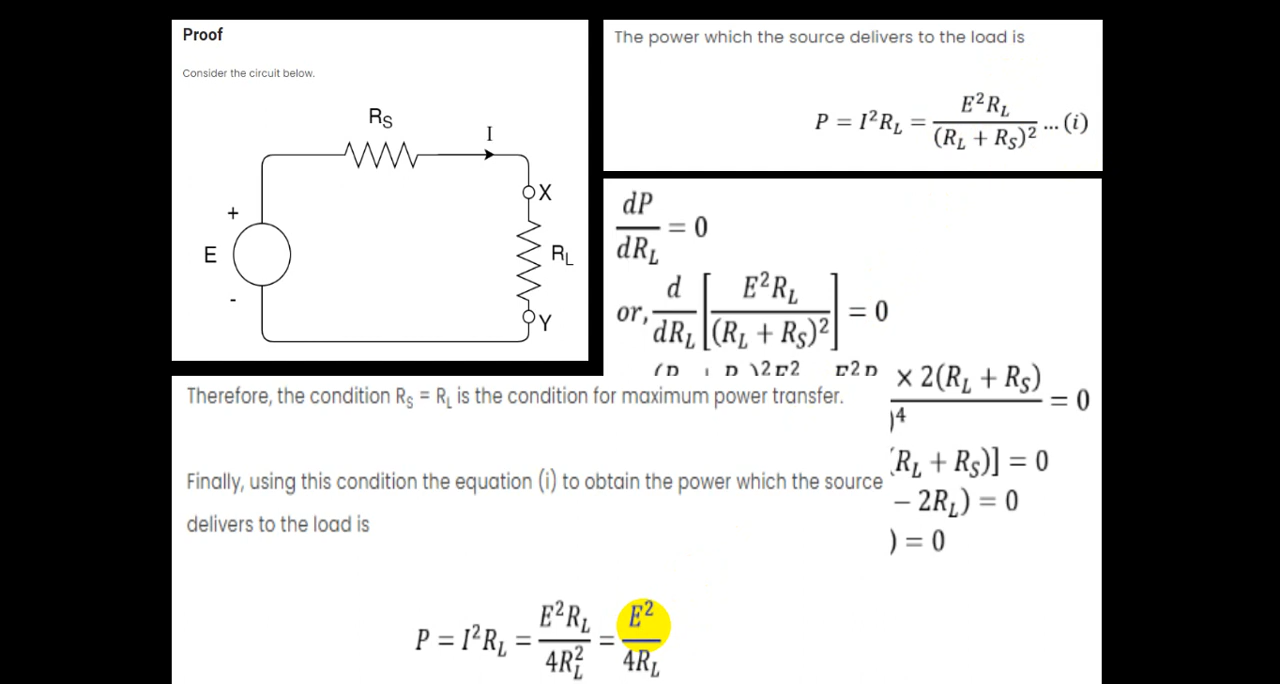 Proof
Consider the circuit below.
RS
I
X
+
E
RL
-
Y
The power which the source delivers to the load is
P = I²R_L = E²R_L / (R_L + R_S)² ... (i)
dP / dR_L = 0
or, d / dR_L [E²R_L / (R_L + R_S)²] = 0
× 2(R_L + R_S) / )⁴ = 0
R_L + R_S)] = 0
− 2R_L) = 0
) = 0
Therefore, the condition R_S = R_L is the condition for maximum power transfer.
Finally, using this condition the equation (i) to obtain the power which the source
delivers to the load is
P = I²R_L = E²R_L / 4R_L² = E² / 4R_L